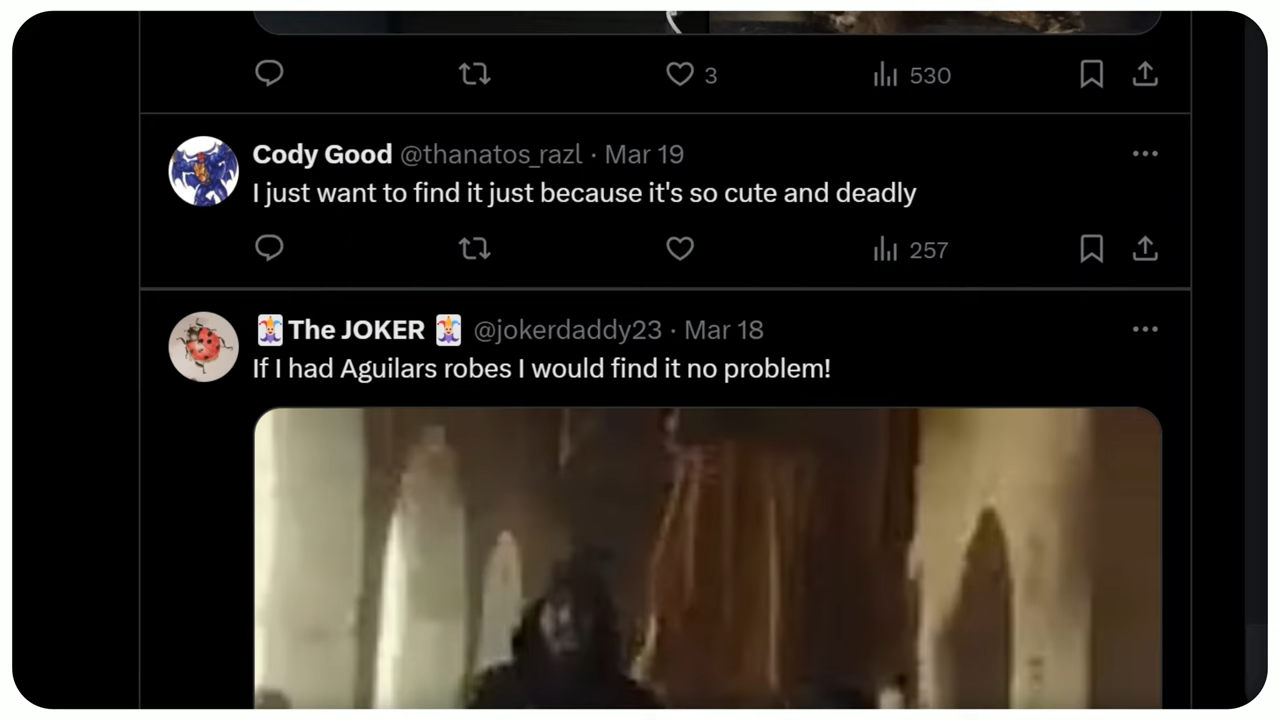 3
530
Cody Good @thanatos_razl · Mar 19
I just want to find it just because it's so cute and deadly
257
🃏The JOKER 🃏 @jokerdaddy23 · Mar 18
If I had Aguilars robes I would find it no problem!